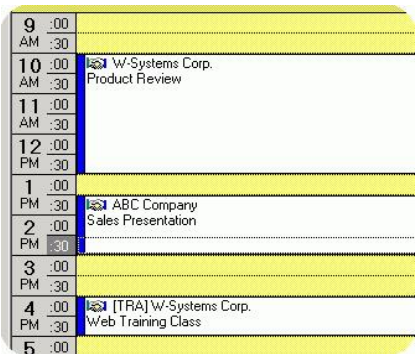 9 :00
AM :30
10 :00 W-Systems Corp.
AM :30 Product Review
11 :00
AM :30
12 :00
PM :30
1 :00
PM :30 ABC Company
2 :00 Sales Presentation
PM :30
3 :00
PM :30
4 :00 [TRA] W-Systems Corp.
PM :30 Web Training Class
5 :00